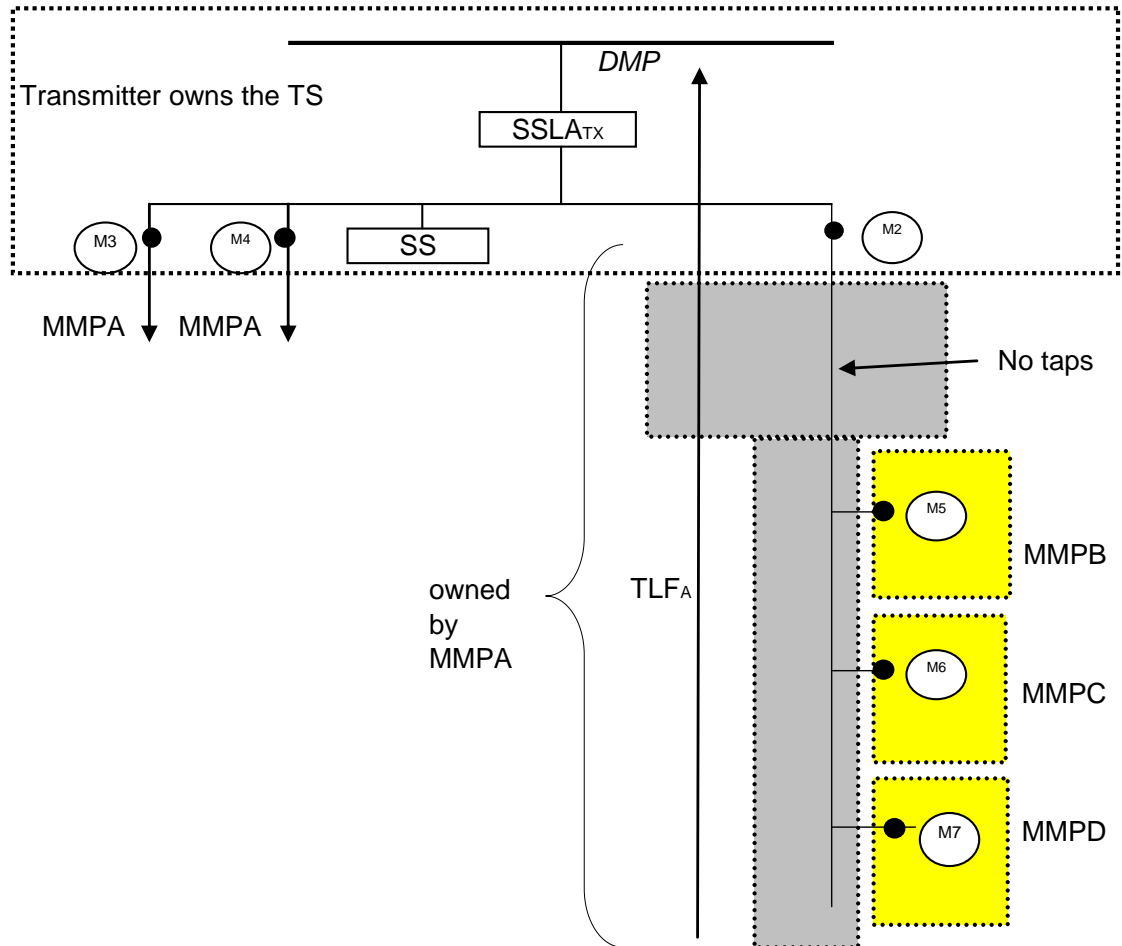 DMP
Transmitter owns the TS
SSLATX
M3
M4
SS
M2
MMPA
MMPA
No taps
M5
MMPB
owned
by
MMPA
TLFA
M6
MMPC
M7
MMPD